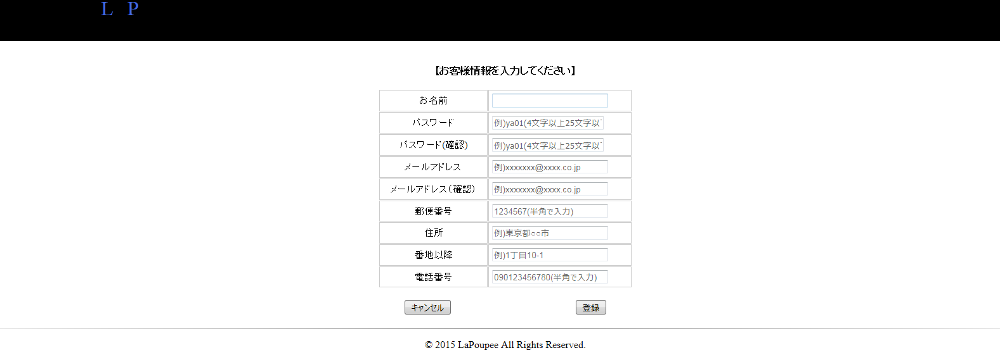 L P
【お客様情報を入力してください】
お名前
パスワード 例)ya01(4文字以上25文字以
パスワード(確認) 例)ya01(4文字以上25文字以
メールアドレス 例)xxxxxxx@xxxx.co.jp
メールアドレス(確認) 例)xxxxxxx@xxxx.co.jp
郵便番号 1234567(半角で入力)
住所 例)東京都○○市
番地以降 例)1丁目10-1
電話番号 090123456780(半角で入力)
キャンセル 登録
© 2015 LaPoupee All Rights Reserved.